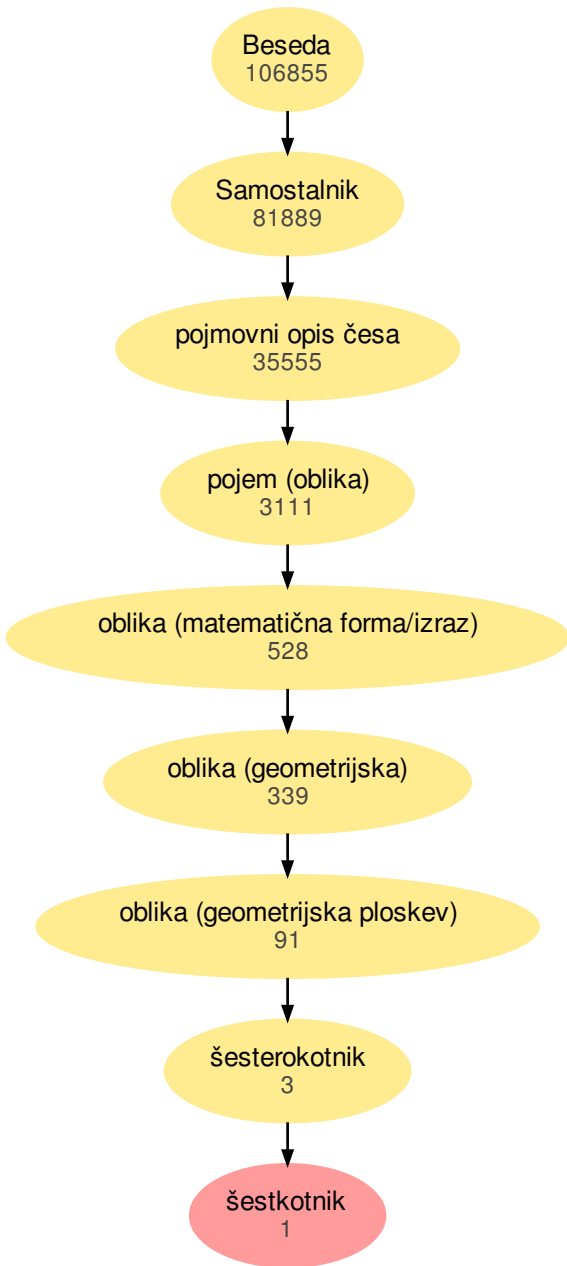 Beseda
106855
Samostalnik
81889
pojmovni opis česa
35555
pojem (oblika)
3111
oblika (matematična forma/izraz)
528
oblika (geometrijska)
339
oblika (geometrijska ploskev)
91
šesterokotnik
3
šestkotnik
1